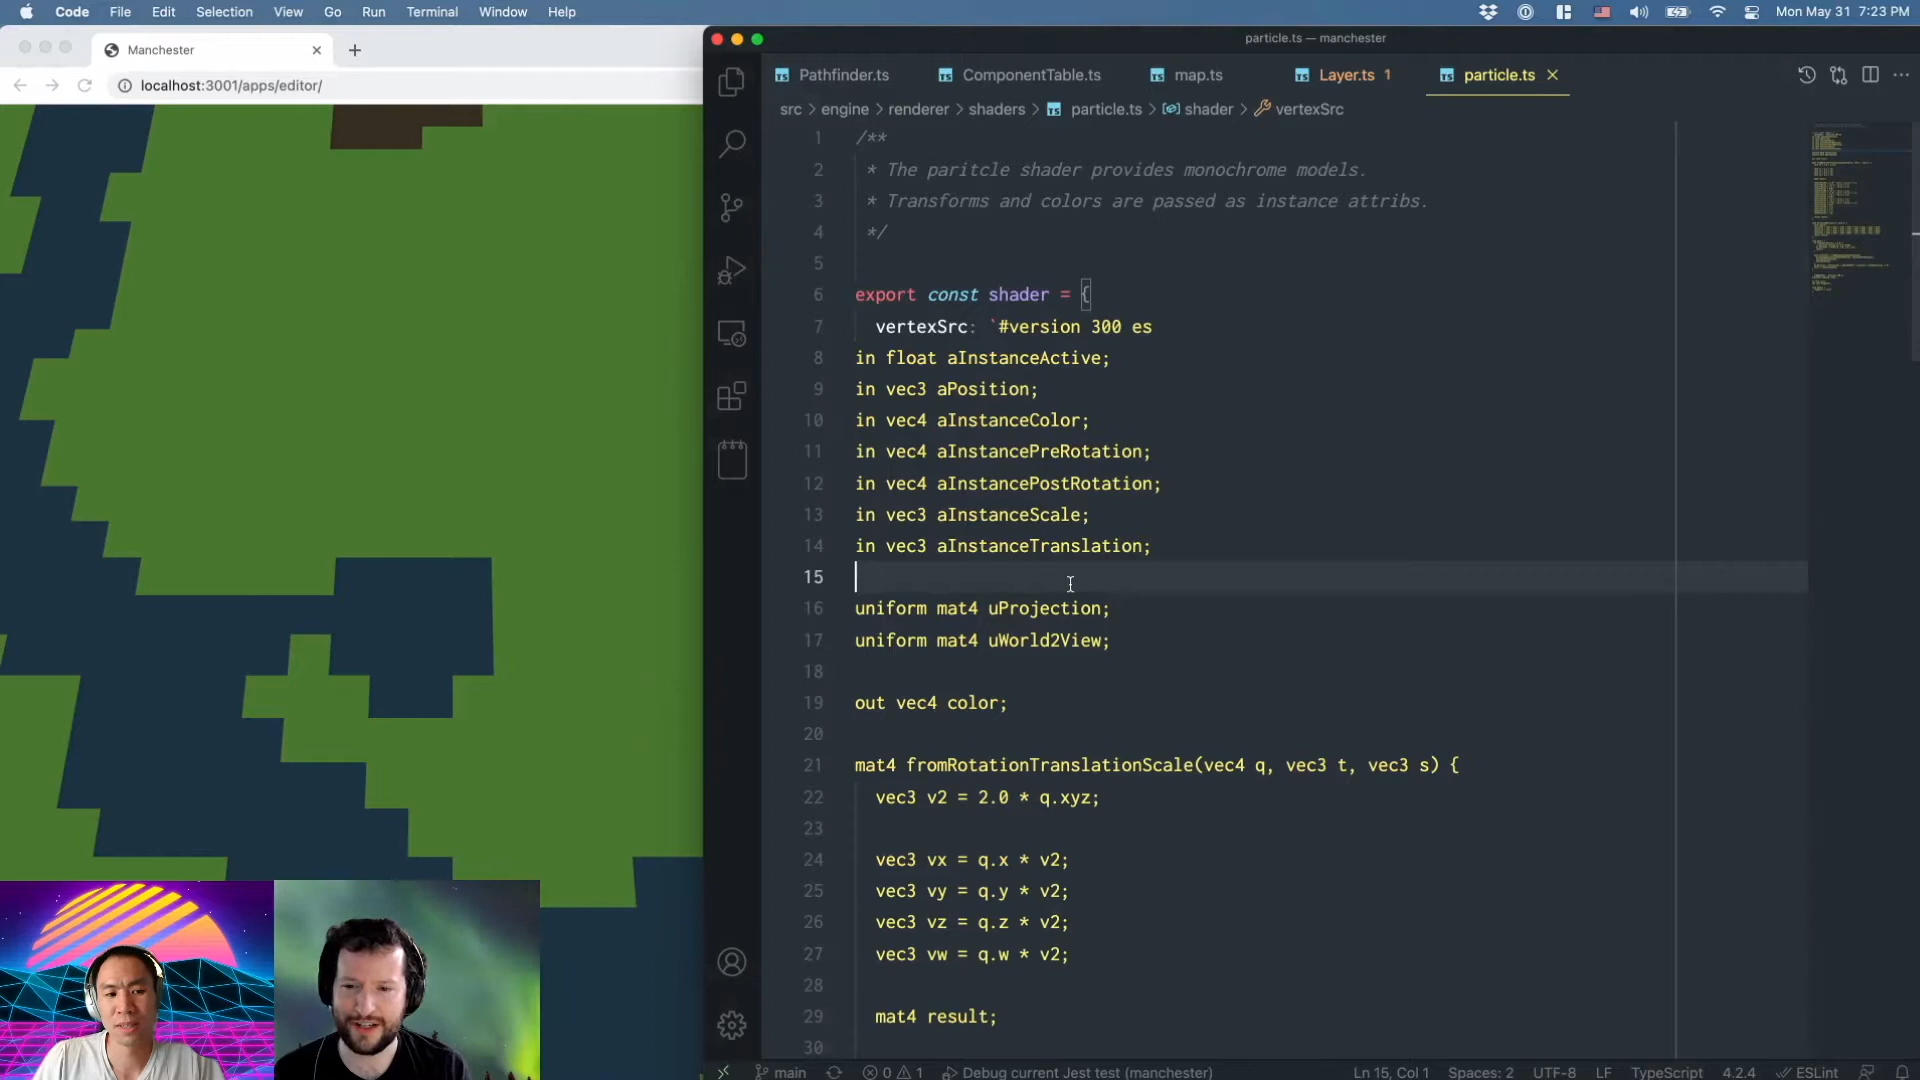 Code File Edit Selection View Go Run Terminal Window Help Mon May 31 7:23 PM
Manchester
localhost:3001/apps/editor/
particle.ts — manchester
TS Pathfinder.ts TS ComponentTable.ts TS map.ts TS Layer.ts 1 TS particle.ts
src > engine > renderer > shaders > TS particle.ts > shader > vertexSrc
1 /**
2 * The paritcle shader provides monochrome models.
3 * Transforms and colors are passed as instance attribs.
4 */
5
6 export const shader = {
7 vertexSrc: `#version 300 es
8 in float aInstanceActive;
9 in vec3 aPosition;
10 in vec4 aInstanceColor;
11 in vec4 aInstancePreRotation;
12 in vec4 aInstancePostRotation;
13 in vec3 aInstanceScale;
14 in vec3 aInstanceTranslation;
15
16 uniform mat4 uProjection;
17 uniform mat4 uWorld2View;
18
19 out vec4 color;
20
21 mat4 fromRotationTranslationScale(vec4 q, vec3 t, vec3 s) {
22 vec3 v2 = 2.0 * q.xyz;
23
24 vec3 vx = q.x * v2;
25 vec3 vy = q.y * v2;
26 vec3 vz = q.z * v2;
27 vec3 vw = q.w * v2;
28
29 mat4 result;
30
main 0 1 Debug current Jest test (manchester) Ln 15, Col 1 Spaces: 2 UTF-8 LF TypeScript 4.2.4 ESLint